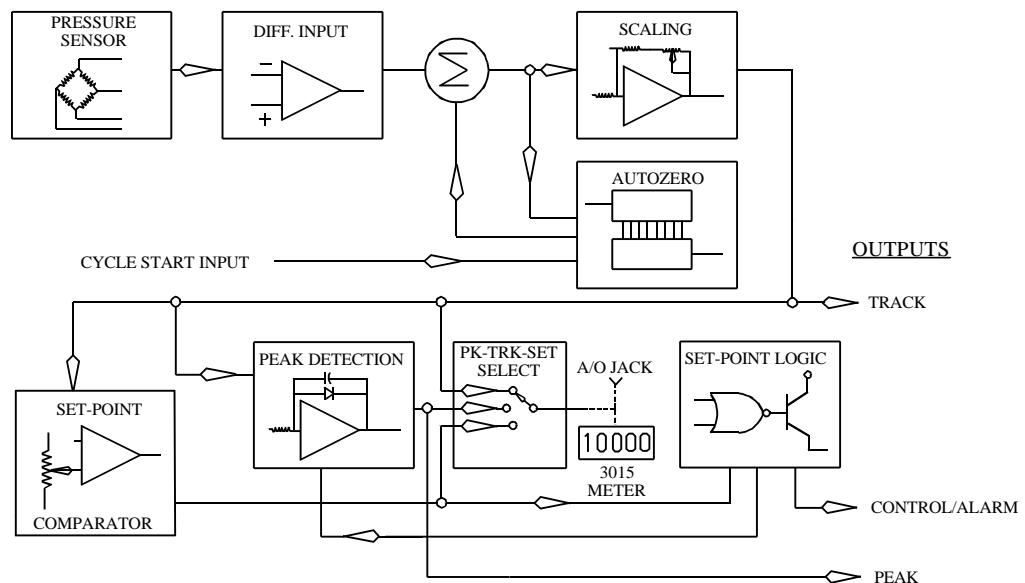 PRESSURE
SENSOR
DIFF. INPUT
Σ
SCALING
AUTOZERO
CYCLE START INPUT
OUTPUTS
TRACK
PEAK DETECTION
PK-TRK-SET
SELECT
A/O JACK
SET-POINT LOGIC
SET-POINT
COMPARATOR
10000
3015
METER
CONTROL/ALARM
PEAK